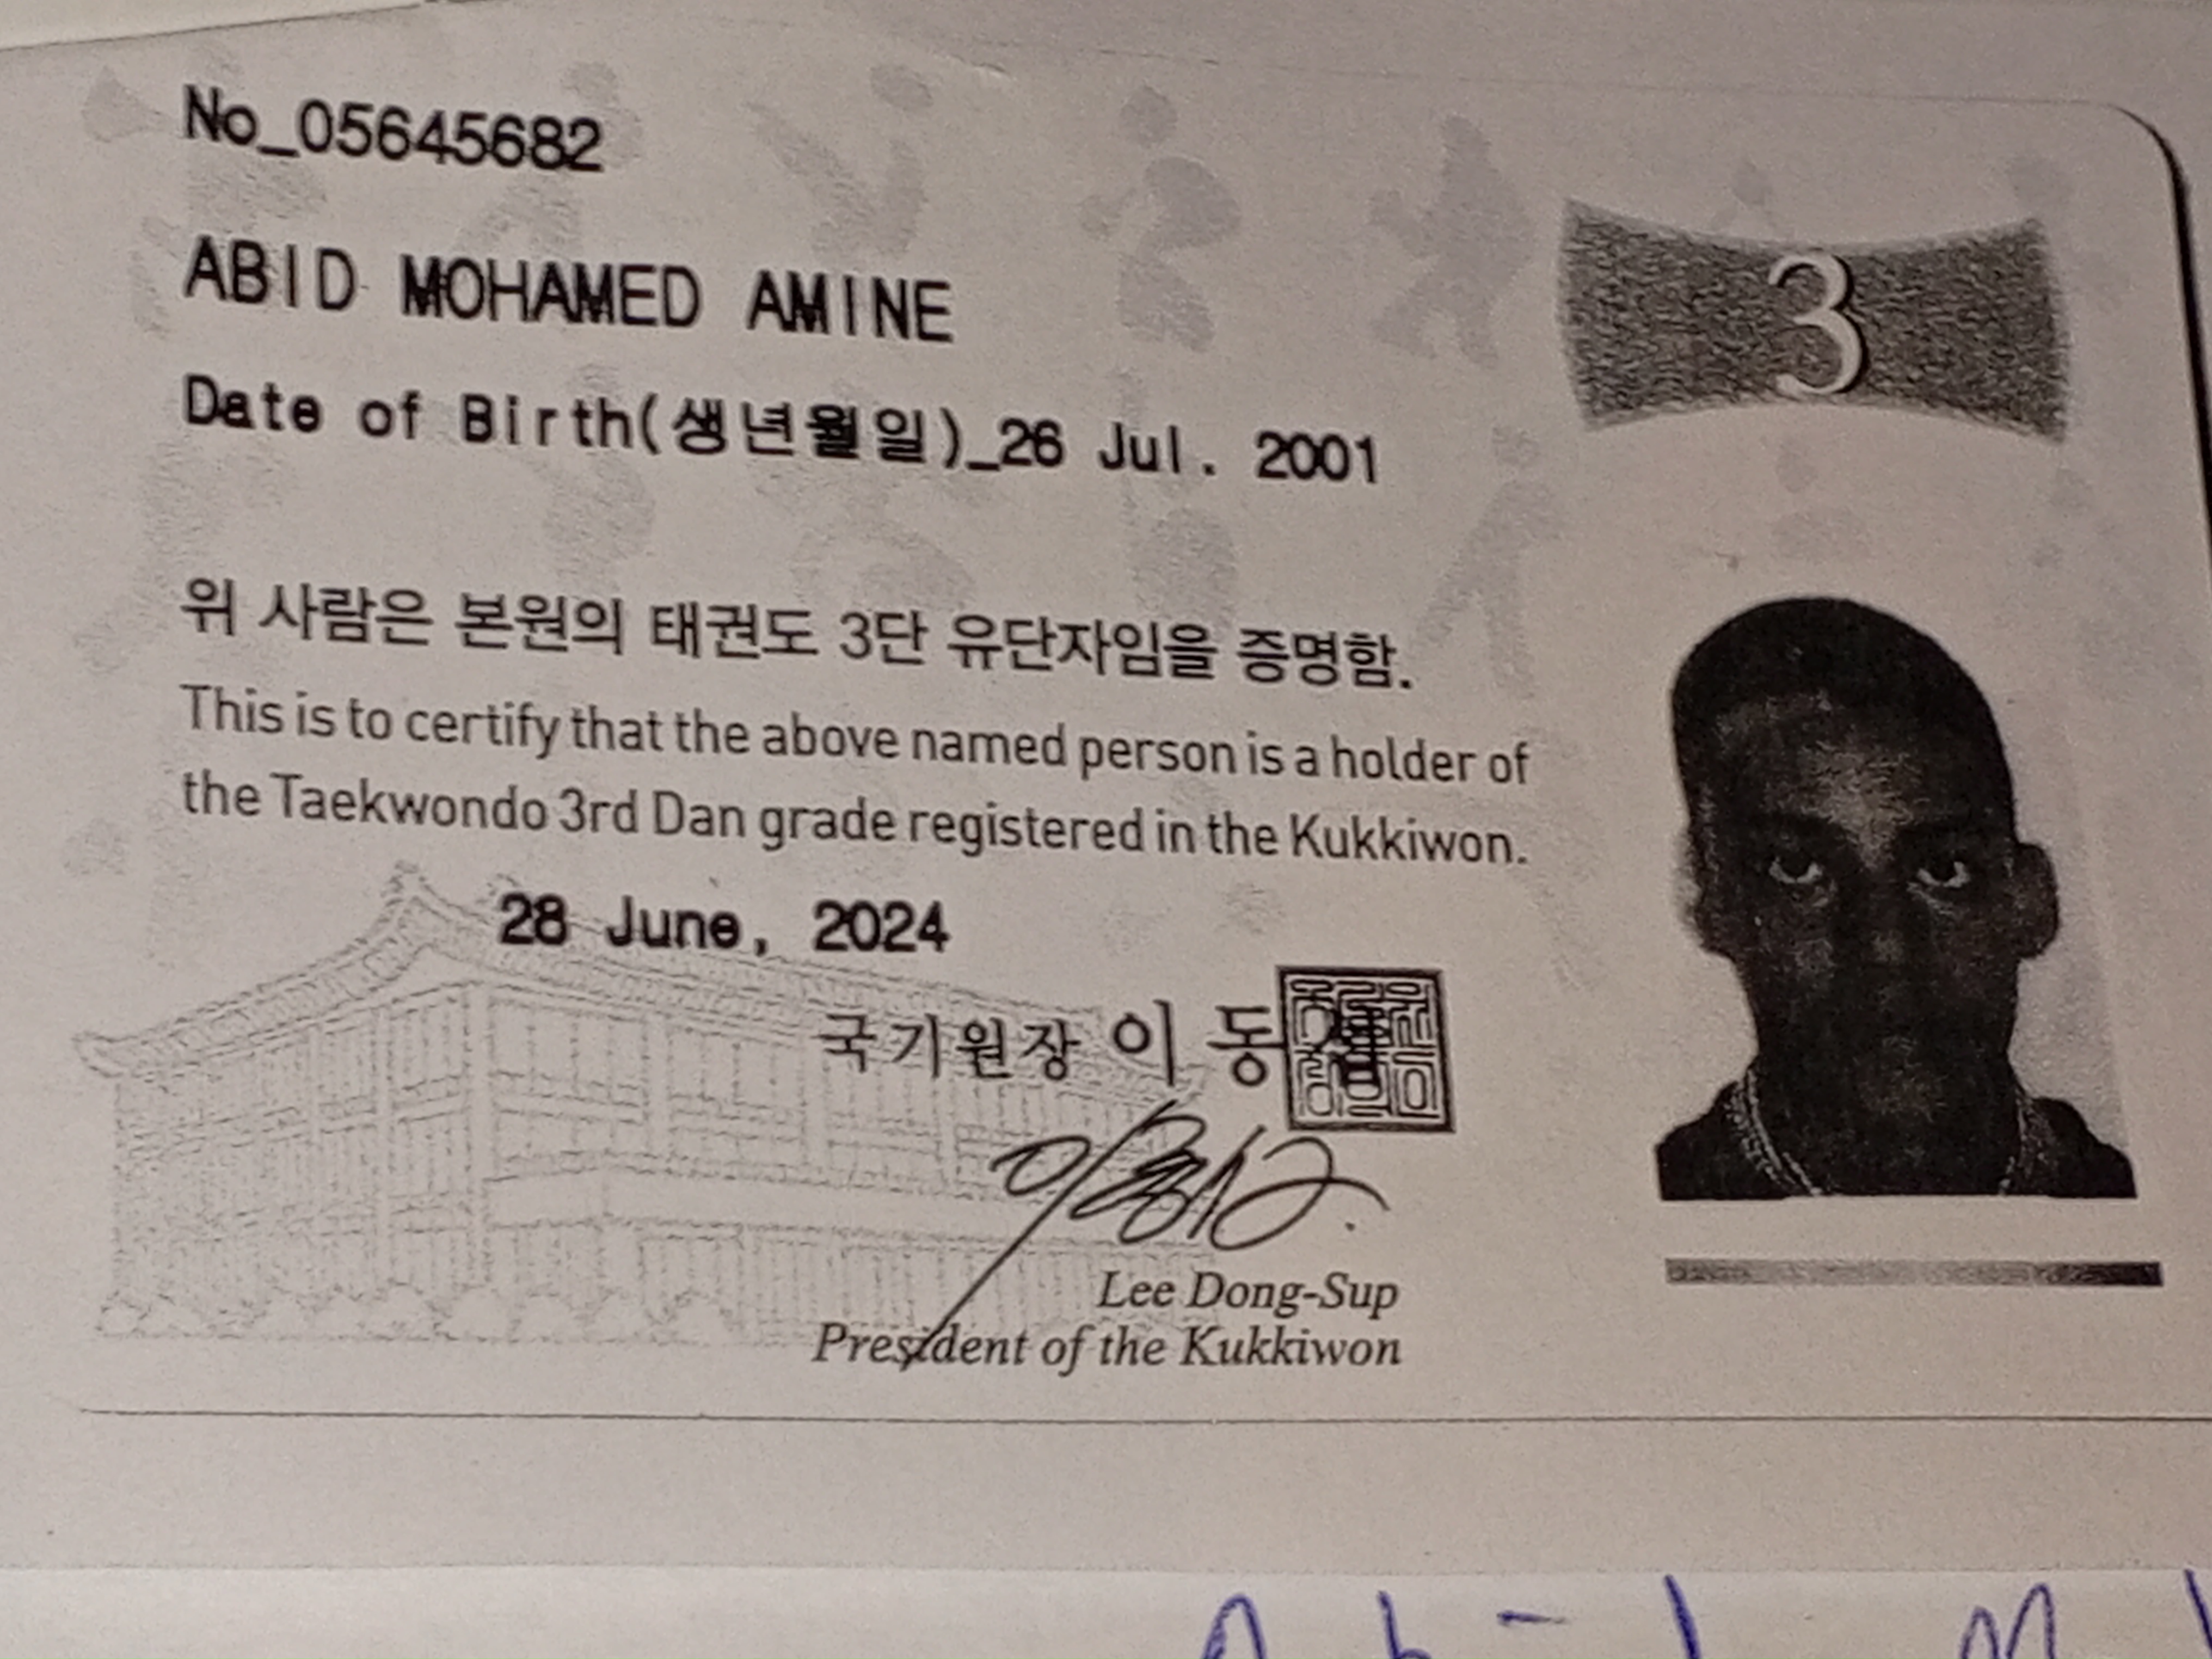 No_05645682
3
ABID MOHAMED AMINE
Date of Birth(생년월일)_26 Jul. 2001
위 사람은 본원의 태권도 3단 유단자임을 증명함.
This is to certify that the above named person is a holder of
the Taekwondo 3rd Dan grade registered in the Kukkiwon.
28 June, 2024
국기원장 이 동
Lee Dong-Sup
President of the Kukkiwon